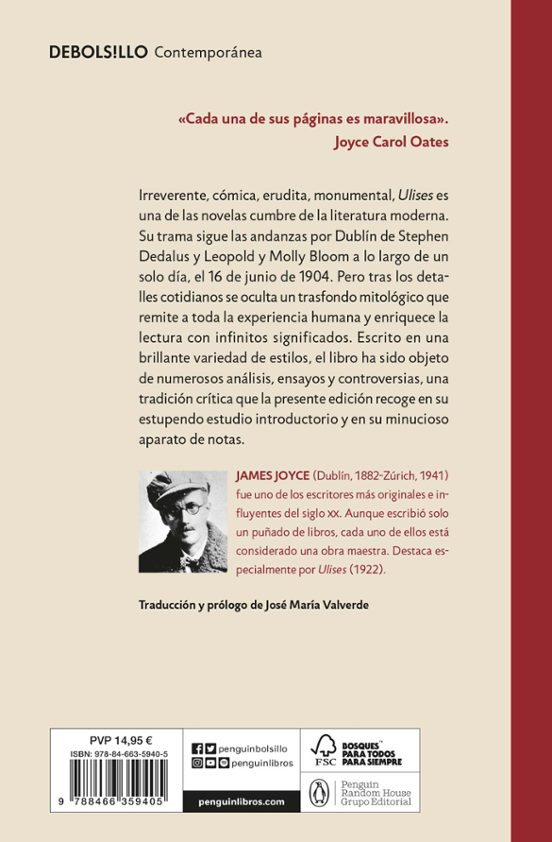 DEBOLS!LLO Contemporánea
«Cada una de sus páginas es maravillosa».
Joyce Carol Oates
Irreverente, cómica, erudita, monumental, Ulises es
una de las novelas cumbre de la literatura moderna.
Su trama sigue las andanzas por Dublín de Stephen
Dedalus y Leopold y Molly Bloom a lo largo de un
solo día, el 16 de junio de 1904. Pero tras los deta-
lles cotidianos se oculta un trasfondo mitológico que
remite a toda la experiencia humana y enriquece la
lectura con infinitos significados. Escrito en una
brillante variedad de estilos, el libro ha sido objeto
de numerosos análisis, ensayos y controversias, una
tradición crítica que la presente edición recoge en su
estupendo estudio introductorio y en su minucioso
aparato de notas.
JAMES JOYCE (Dublín, 1882-Zúrich, 1941)
fue uno de los escritores más originales e in-
fluyentes del siglo XX. Aunque escribió solo
un puñado de libros, cada uno de ellos está
considerado una obra maestra. Destaca es-
pecialmente por Ulises (1922).
Traducción y prólogo de José María Valverde
PVP 14,95 €
ISBN: 978-84-663-5940-5
9 788466 359405
penguinbolsillo
penguinlibros
penguinlibros.com
FSC
BOSQUES™
PARA TODOS
PARA SIEMPRE
Penguin
Random House
Grupo Editorial